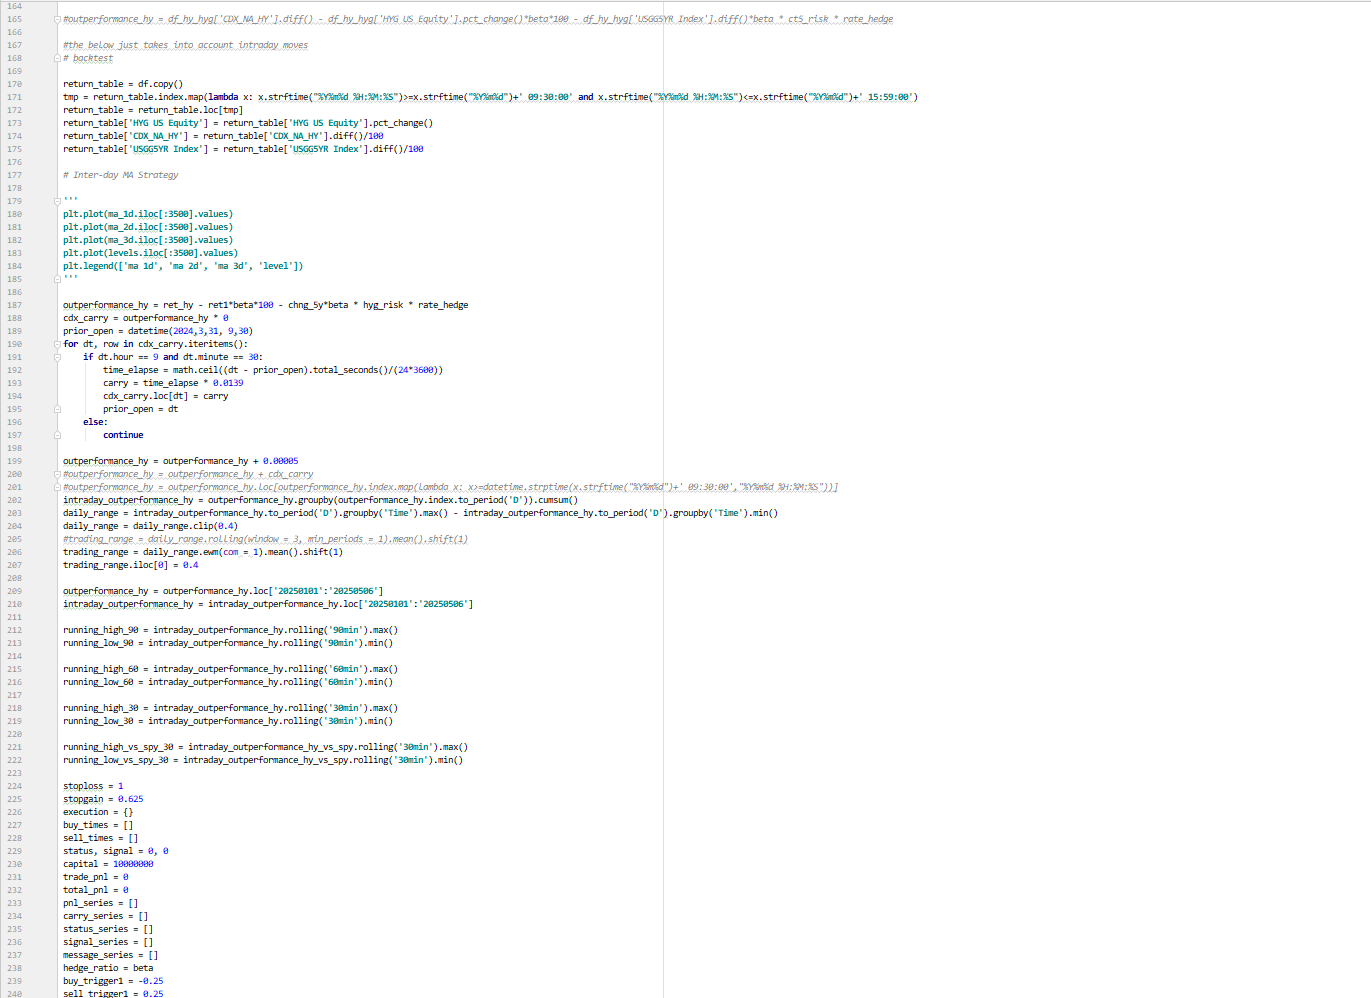 164
165 #outperformance_hy = df_hy_hyg['CDX_NA_HY'].diff() - df_hy_hyg['HYG US Equity'].pct_change()*beta*100 - df_hy_hyg['USGG5YR Index'].diff()*beta * ct5_risk * rate_hedge
166
167 #the below just takes into account intraday moves
168 # backtest
169
170 return_table = df.copy()
171 tmp = return_table.index.map(lambda x: x.strftime("%Y%m%d %H:%M:%S")>=x.strftime("%Y%m%d")+' 09:30:00' and x.strftime("%Y%m%d %H:%M:%S")<=x.strftime("%Y%m%d")+' 15:59:00')
172 return_table = return_table.loc[tmp]
173 return_table['HYG US Equity'] = return_table['HYG US Equity'].pct_change()
174 return_table['CDX_NA_HY'] = return_table['CDX_NA_HY'].diff()/100
175 return_table['USGG5YR Index'] = return_table['USGG5YR Index'].diff()/100
176
177 # Inter-day MA Strategy
178
179 '''
180 plt.plot(ma_1d.iloc[:3500].values)
181 plt.plot(ma_2d.iloc[:3500].values)
182 plt.plot(ma_3d.iloc[:3500].values)
183 plt.plot(levels.iloc[:3500].values)
184 plt.legend(['ma 1d', 'ma 2d', 'ma 3d', 'level'])
185 '''
186
187 outperformance_hy = ret_hy - ret1*beta*100 - chng_5y*beta * hyg_risk * rate_hedge
188 cdx_carry = outperformance_hy * 0
189 prior_open = datetime(2024,3,31, 9,30)
190 for dt, row in cdx_carry.iteritems():
191     if dt.hour == 9 and dt.minute == 30:
192         time_elapse = math.ceil((dt - prior_open).total_seconds()/(24*3600))
193         carry = time_elapse * 0.0139
194         cdx_carry.loc[dt] = carry
195         prior_open = dt
196     else:
197         continue
198
199 outperformance_hy = outperformance_hy + 0.00005
200 #outperformance_hy = outperformance_hy + cdx_carry
201 #outperformance_hy = outperformance_hy.loc[outperformance_hy.index.map(lambda x: x>=datetime.strptime(x.strftime("%Y%m%d")+' 09:30:00',"%Y%m%d %H:%M:%S"))]
202 intraday_outperformance_hy = outperformance_hy.groupby(outperformance_hy.index.to_period('D')).cumsum()
203 daily_range = intraday_outperformance_hy.to_period('D').groupby('Time').max() - intraday_outperformance_hy.to_period('D').groupby('Time').min()
204 daily_range = daily_range.clip(0.4)
205 #trading_range = daily_range.rolling(window = 3, min_periods = 1).mean().shift(1)
206 trading_range = daily_range.ewm(com = 1).mean().shift(1)
207 trading_range.iloc[0] = 0.4
208
209 outperformance_hy = outperformance_hy.loc['20250101':'20250506']
210 intraday_outperformance_hy = intraday_outperformance_hy.loc['20250101':'20250506']
211
212 running_high_90 = intraday_outperformance_hy.rolling('90min').max()
213 running_low_90 = intraday_outperformance_hy.rolling('90min').min()
214
215 running_high_60 = intraday_outperformance_hy.rolling('60min').max()
216 running_low_60 = intraday_outperformance_hy.rolling('60min').min()
217
218 running_high_30 = intraday_outperformance_hy.rolling('30min').max()
219 running_low_30 = intraday_outperformance_hy.rolling('30min').min()
220
221 running_high_vs_spy_30 = intraday_outperformance_hy_vs_spy.rolling('30min').max()
222 running_low_vs_spy_30 = intraday_outperformance_hy_vs_spy.rolling('30min').min()
223
224 stoploss = 1
225 stopgain = 0.625
226 execution = {}
227 buy_times = []
228 sell_times = []
229 status, signal = 0, 0
230 capital = 10000000
231 trade_pnl = 0
232 total_pnl = 0
233 pnl_series = []
234 carry_series = []
235 status_series = []
236 signal_series = []
237 message_series = []
238 hedge_ratio = beta
239 buy_trigger1 = -0.25
240 sell_trigger1 = 0.25